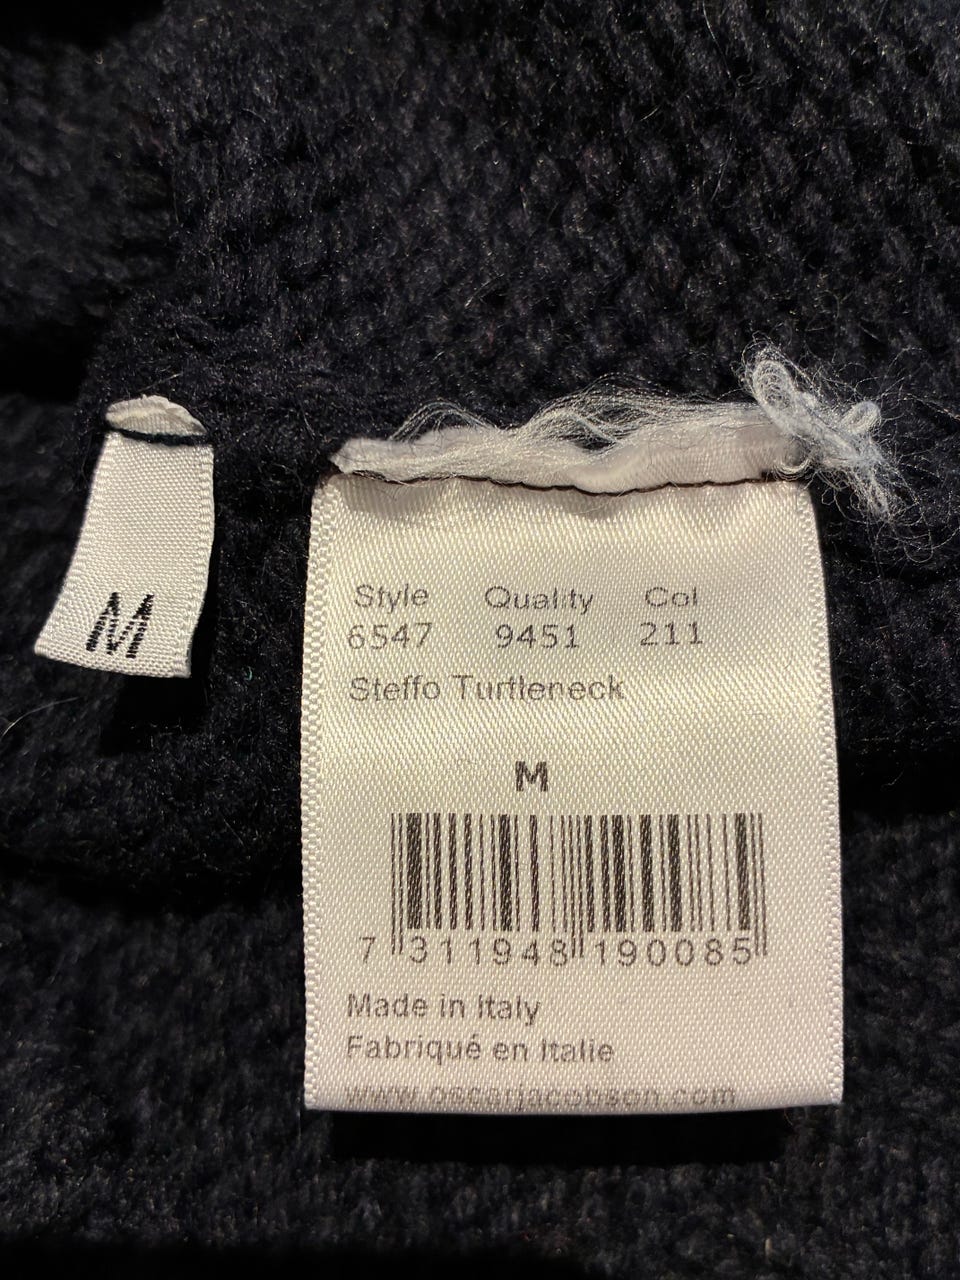 M
Style Quality Col
6547 9451 211
Steffo Turtleneck
M
7 311948 190085
Made in Italy
Fabriqué en Italie
www.oscarjacobson.com